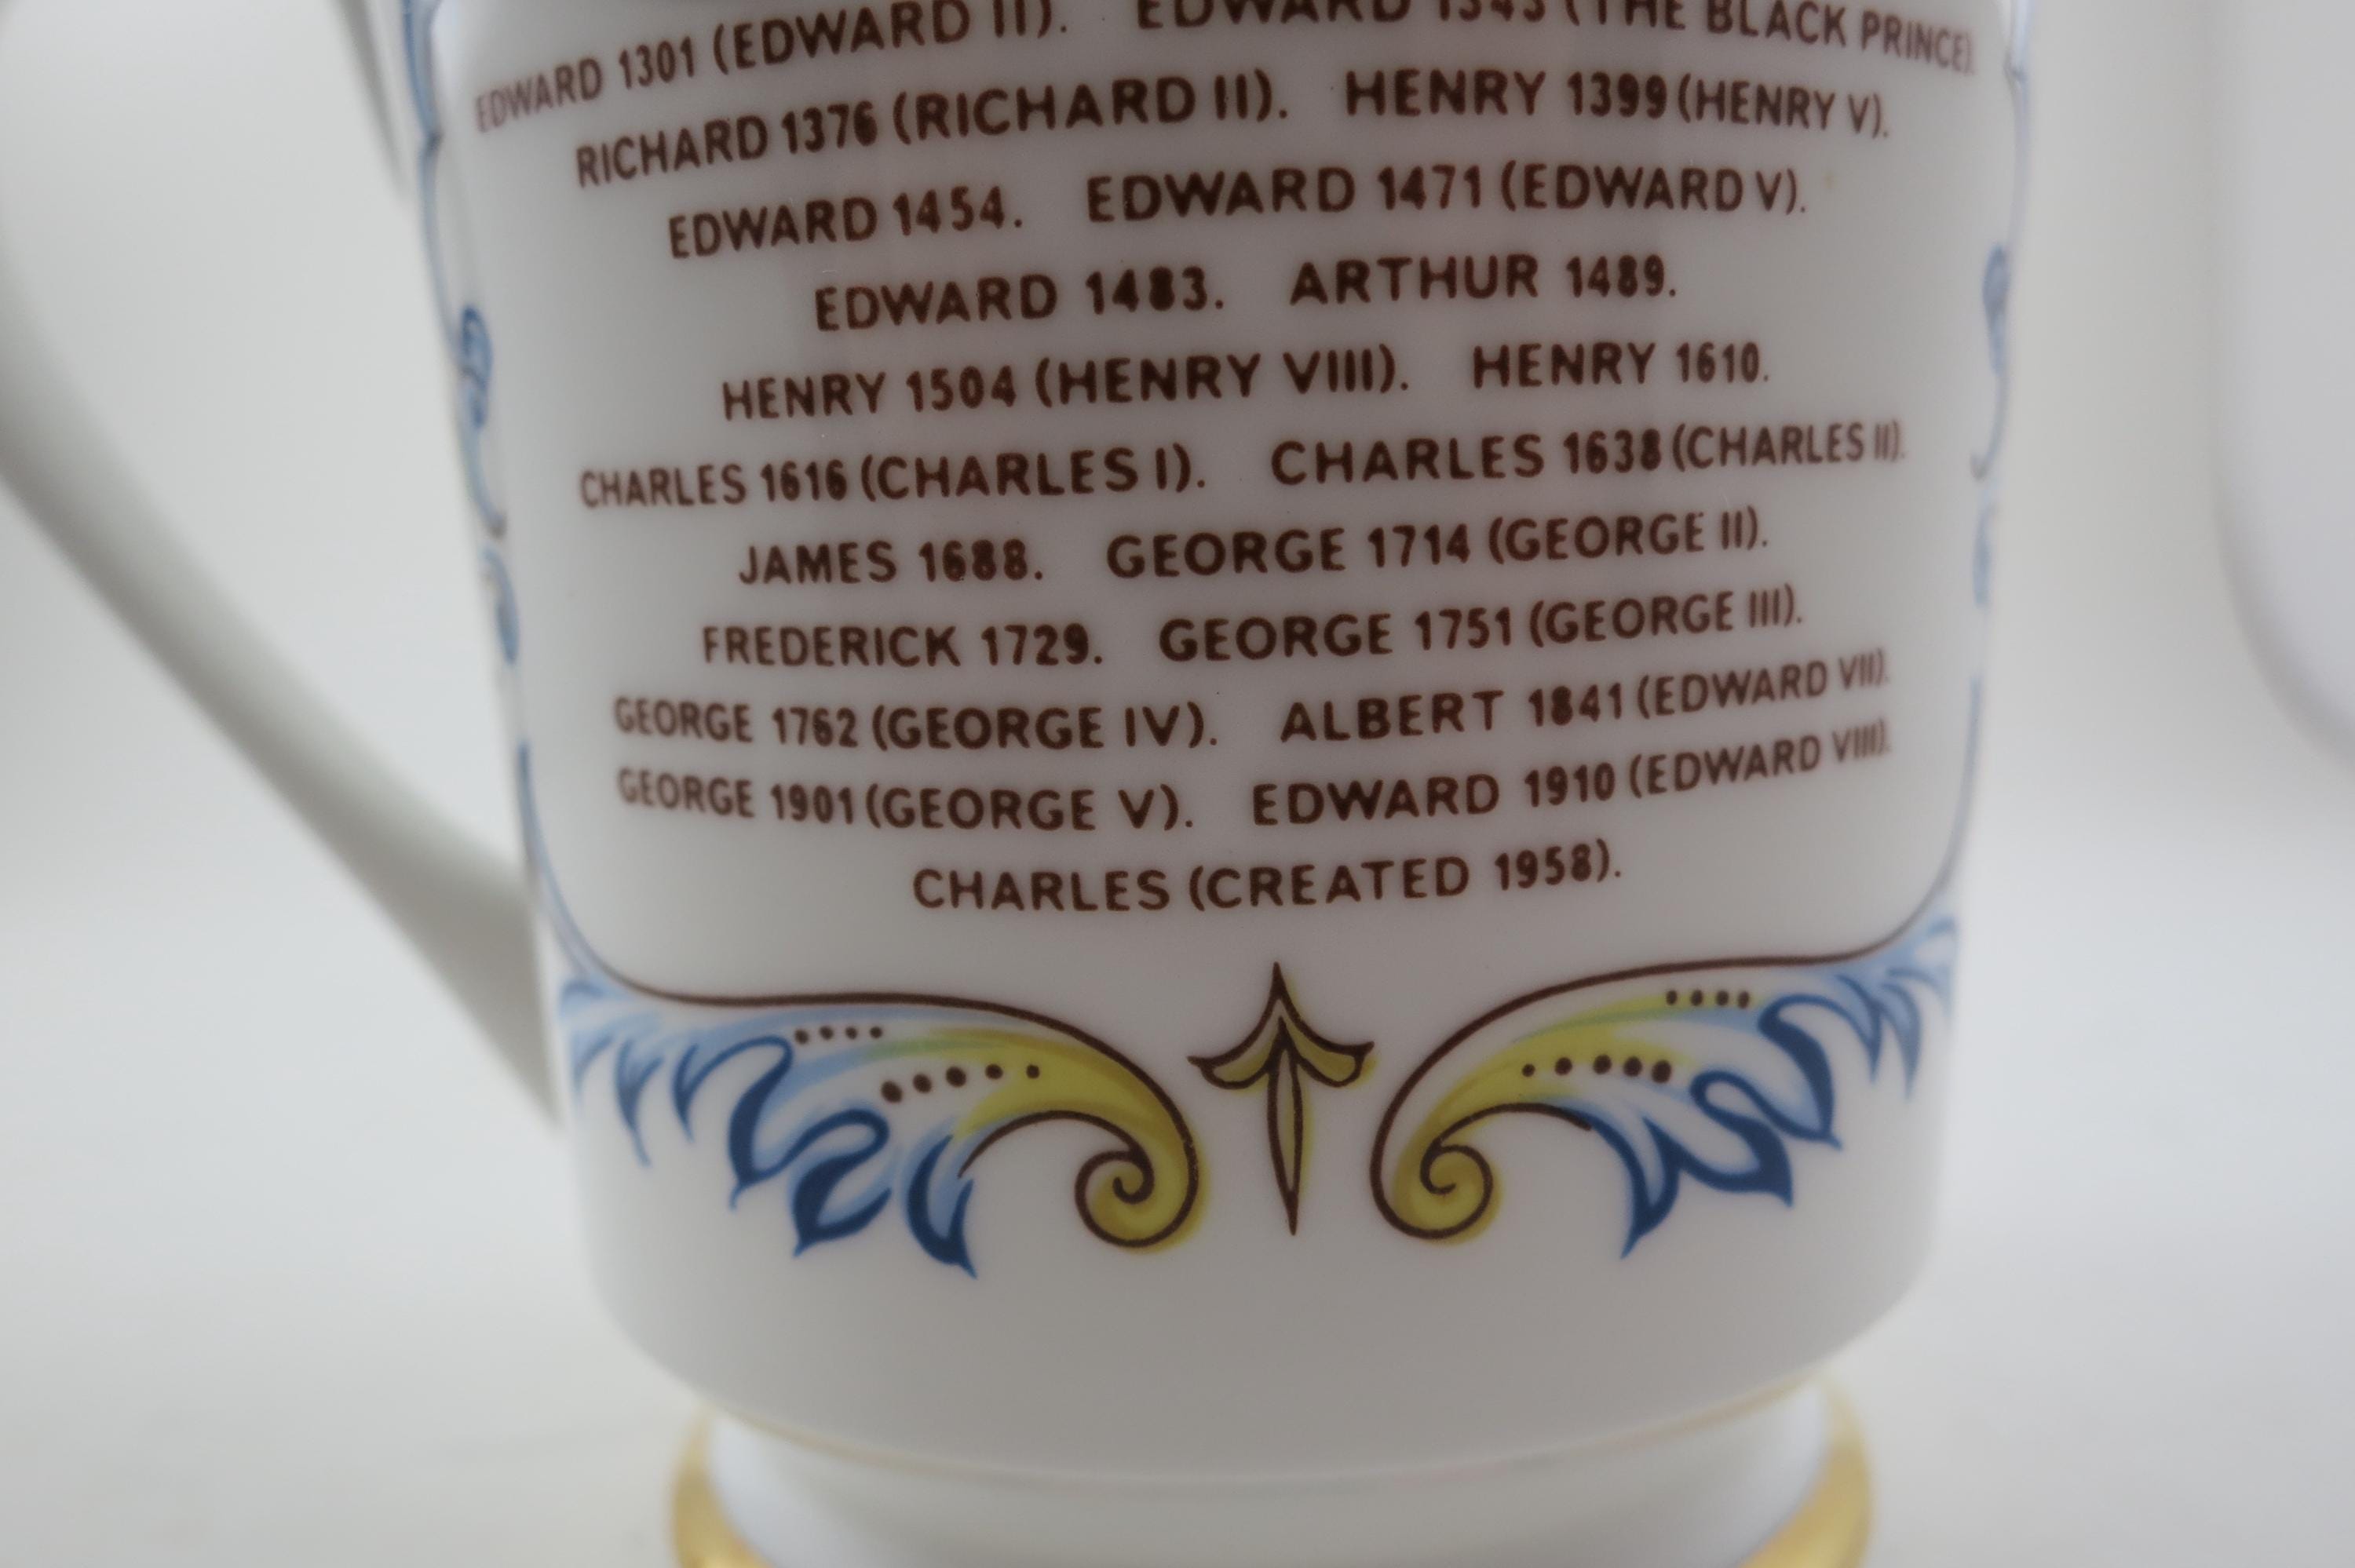 EDWARD 1301 (EDWARD II). EDWARD 1343 (THE BLACK PRINCE).
RICHARD 1376 (RICHARD II). HENRY 1399 (HENRY V).
EDWARD 1454. EDWARD 1471 (EDWARD V).
EDWARD 1483. ARTHUR 1489.
HENRY 1504 (HENRY VIII). HENRY 1610.
CHARLES 1616 (CHARLES I). CHARLES 1638 (CHARLES II).
JAMES 1688. GEORGE 1714 (GEORGE II).
FREDERICK 1729. GEORGE 1751 (GEORGE III).
GEORGE 1762 (GEORGE IV). ALBERT 1841 (EDWARD VII).
GEORGE 1901 (GEORGE V). EDWARD 1910 (EDWARD VIII).
CHARLES (CREATED 1958).